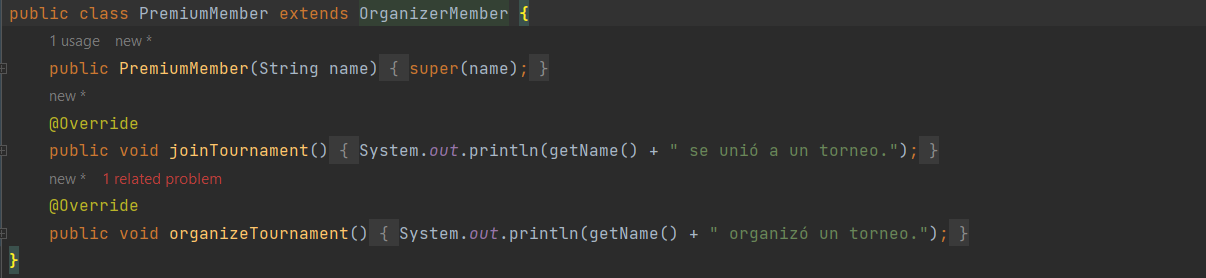 public class PremiumMember extends OrganizerMember {
1 usage new *
public PremiumMember(String name) { super(name); }
new *
@Override
public void joinTournament() { System.out.println(getName() + " se unió a un torneo."); }
new * 1 related problem
@Override
public void organizeTournament() { System.out.println(getName() + " organizó un torneo."); }
}